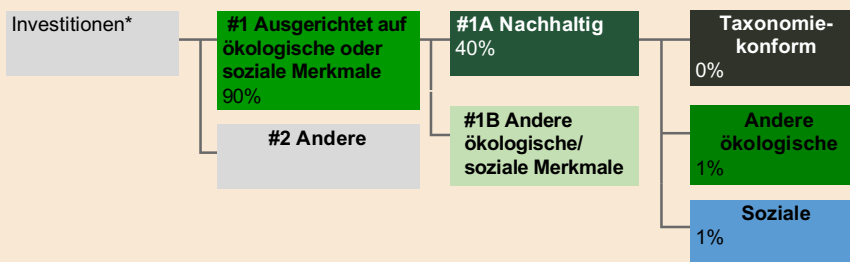 Investitionen*
#1 Ausgerichtet auf
ökologische oder
soziale Merkmale
90%
#2 Andere
#1A Nachhaltig
40%
#1B Andere
ökologische/
soziale Merkmale
Taxonomie-
konform
0%
Andere
ökologische
1%
Soziale
1%